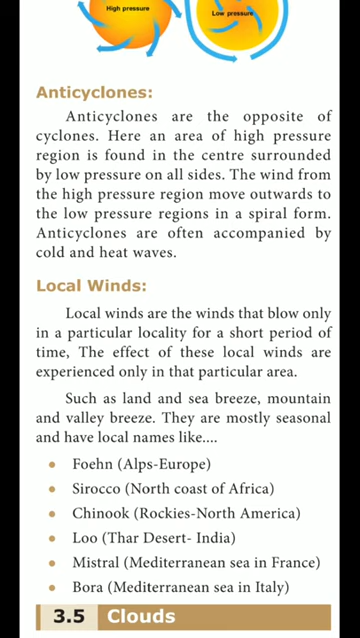 High pressure
Low pressure
Anticyclones:
Anticyclones are the opposite of
cyclones. Here an area of high pressure
region is found in the centre surrounded
by low pressure on all sides. The wind from
the high pressure region move outwards to
the low pressure regions in a spiral form.
Anticyclones are often accompanied by
cold and heat waves.
Local Winds:
Local winds are the winds that blow only
in a particular locality for a short period of
time, The effect of these local winds are
experienced only in that particular area.
Such as land and sea breeze, mountain
and valley breeze. They are mostly seasonal
and have local names like....
• Foehn (Alps-Europe)
• Sirocco (North coast of Africa)
• Chinook (Rockies-North America)
• Loo (Thar Desert- India)
• Mistral (Mediterranean sea in France)
• Bora (Mediterranean sea in Italy)
3.5 Clouds